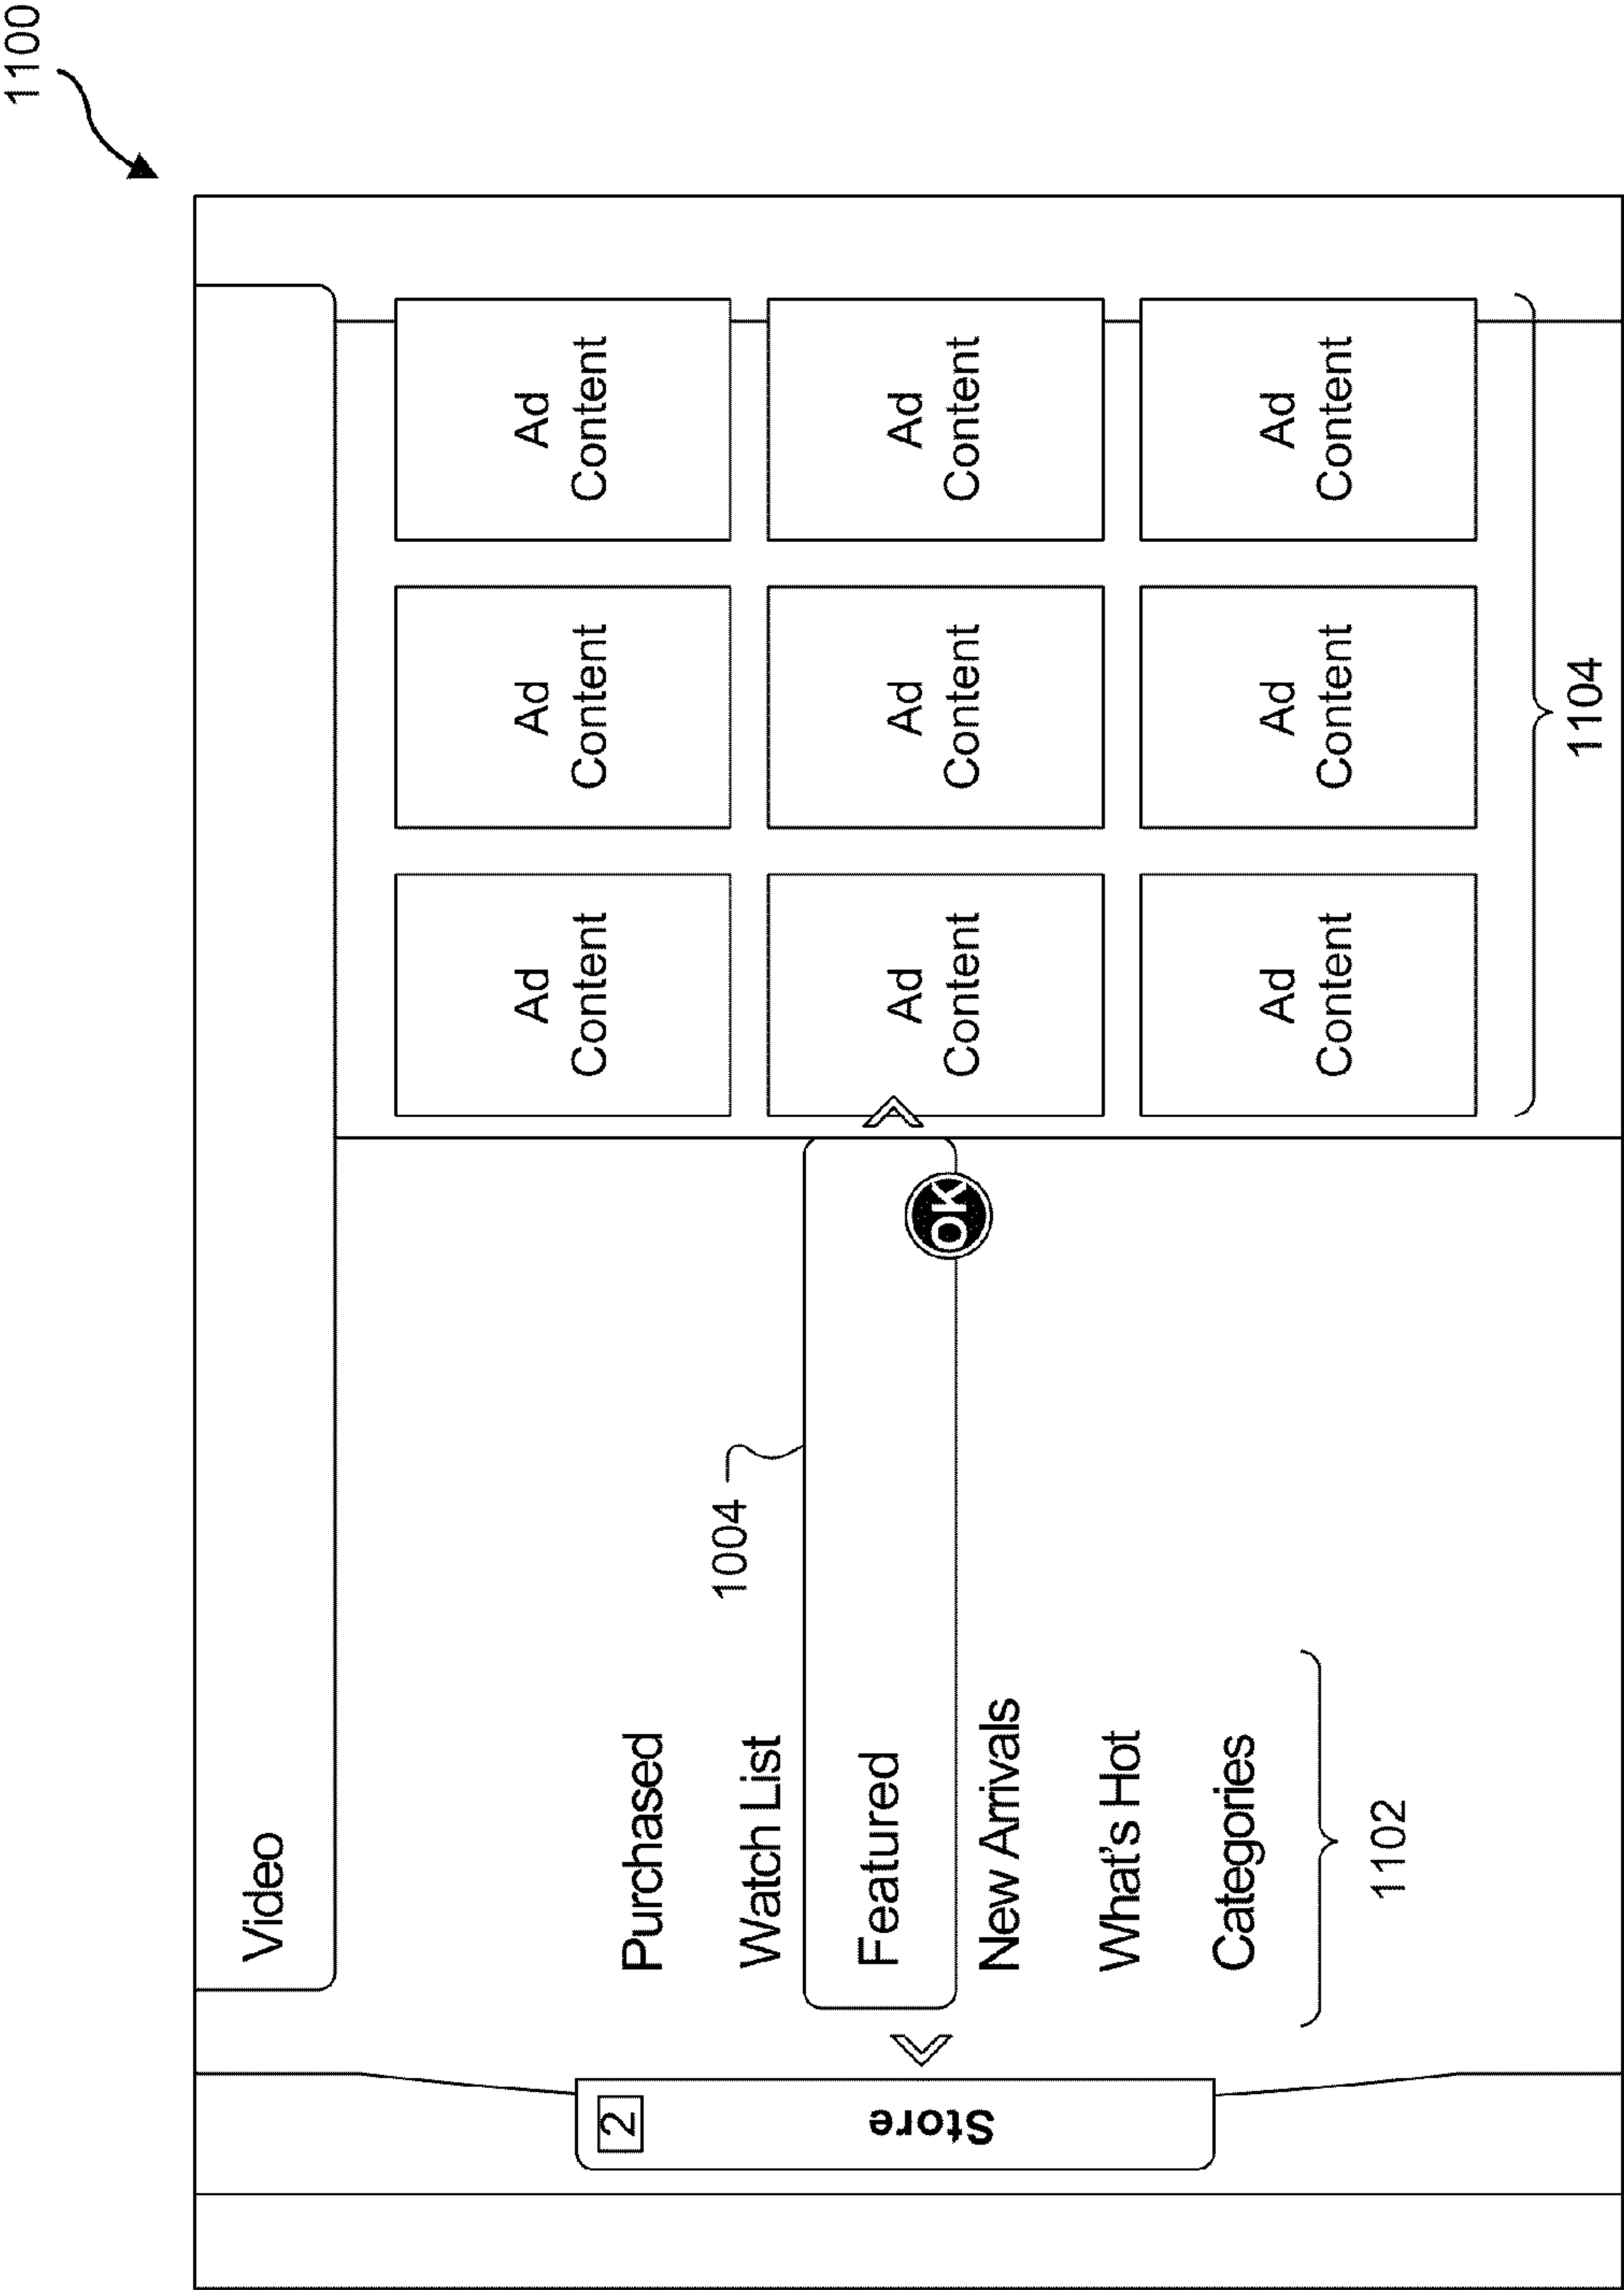 1100
Video
2
Store
Purchased
Watch List
1004
Featured
OK
New Arrivals
What's Hot
Categories
1102
Ad
Content
Ad
Content
Ad
Content
Ad
Content
Ad
Content
Ad
Content
Ad
Content
Ad
Content
Ad
Content
1104